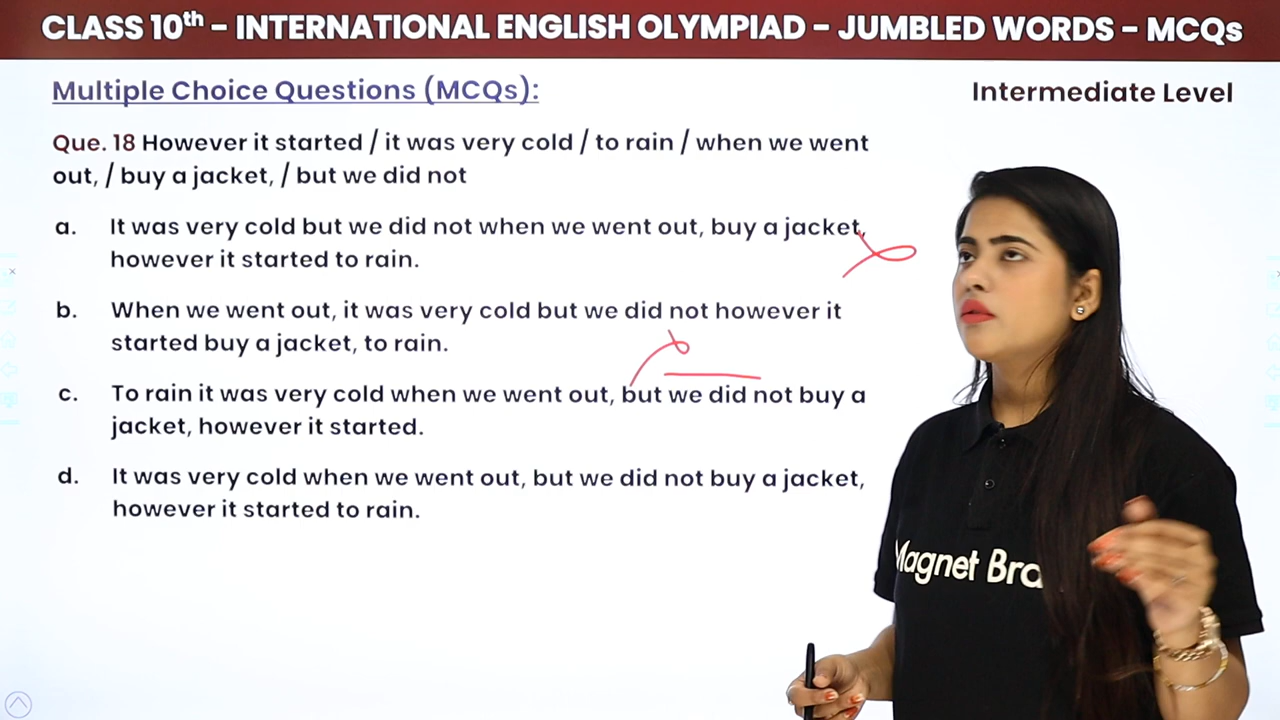 CLASS 10th – INTERNATIONAL ENGLISH OLYMPIAD – JUMBLED WORDS – MCQs
Multiple Choice Questions (MCQs):
Intermediate Level
Que. 18 However it started / it was very cold / to rain / when we went
out, / buy a jacket, / but we did not
a. It was very cold but we did not when we went out, buy a jacket,
however it started to rain.
b. When we went out, it was very cold but we did not however it
started buy a jacket, to rain.
c. To rain it was very cold when we went out, but we did not buy a
jacket, however it started.
d. It was very cold when we went out, but we did not buy a jacket,
however it started to rain.
Magnet Bra